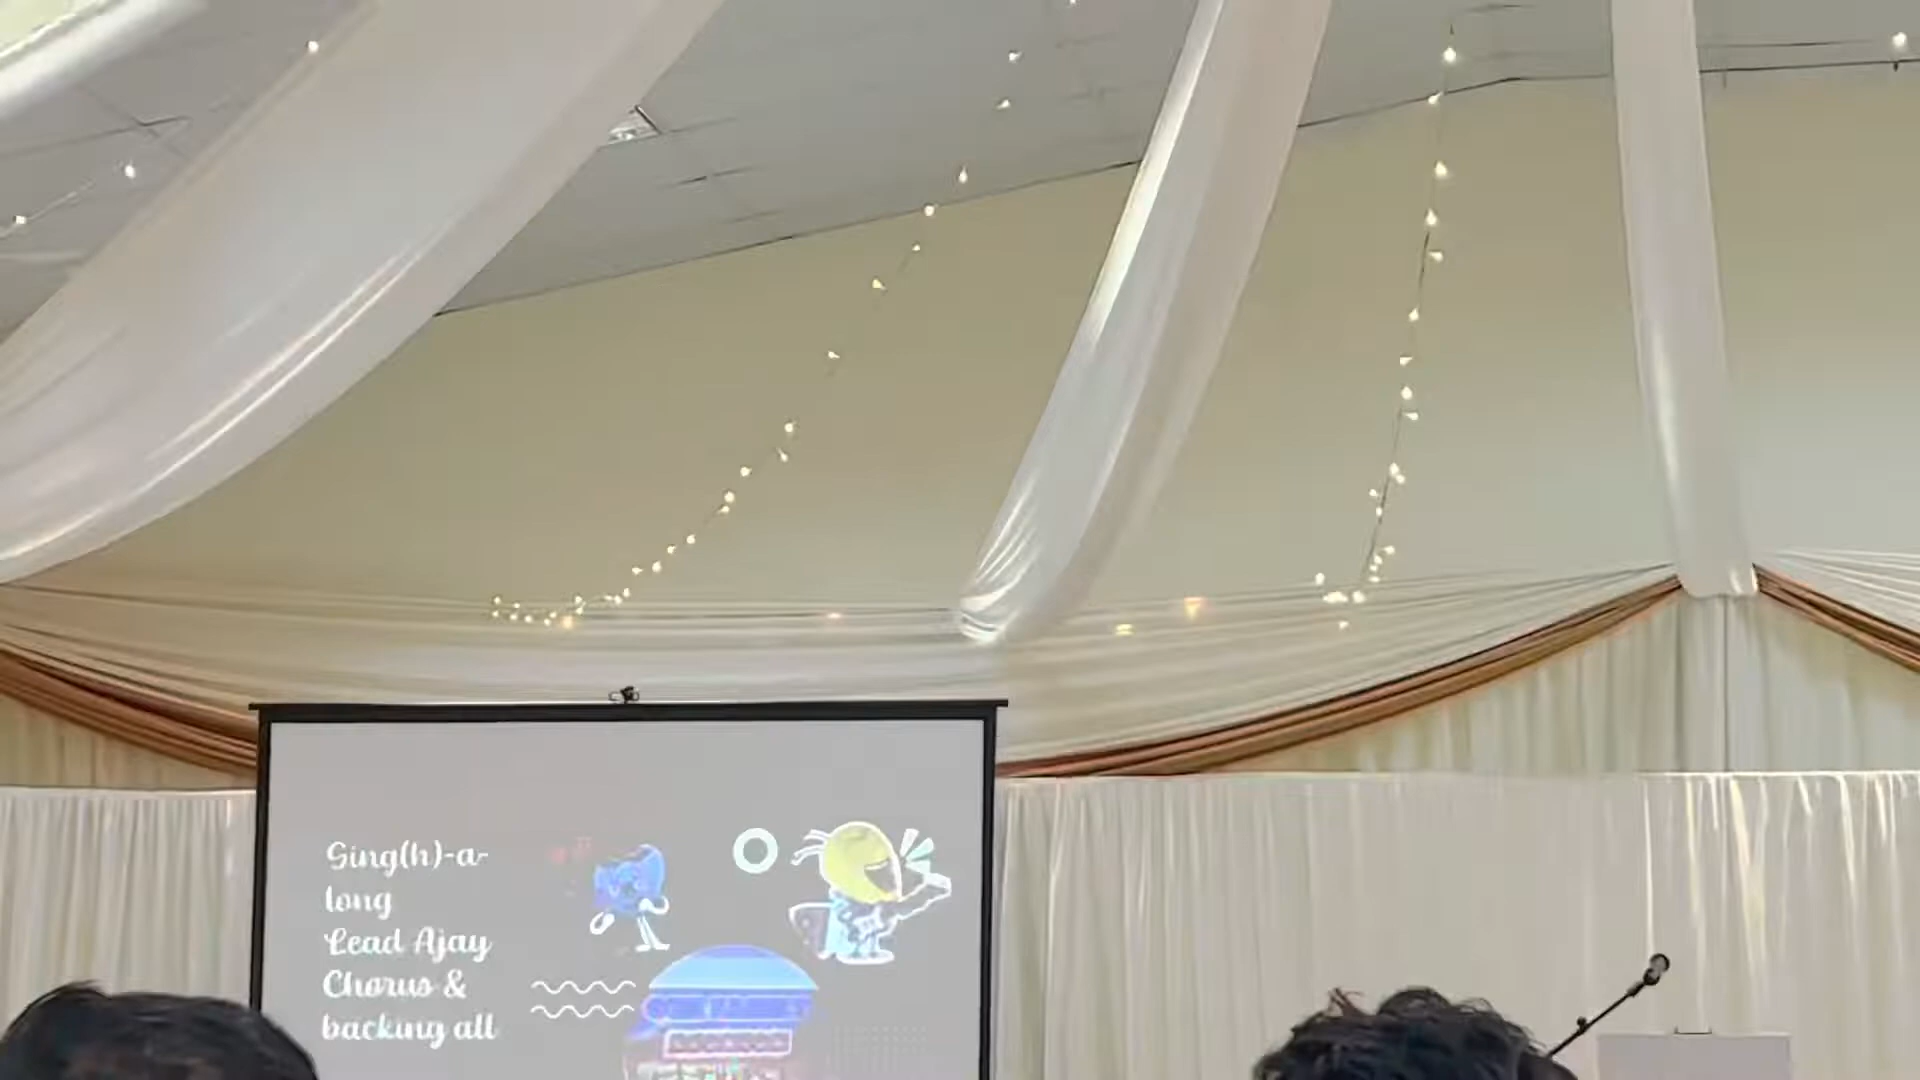 Sing(h)-a-
long
Lead Ajay
Chorus &
backing all